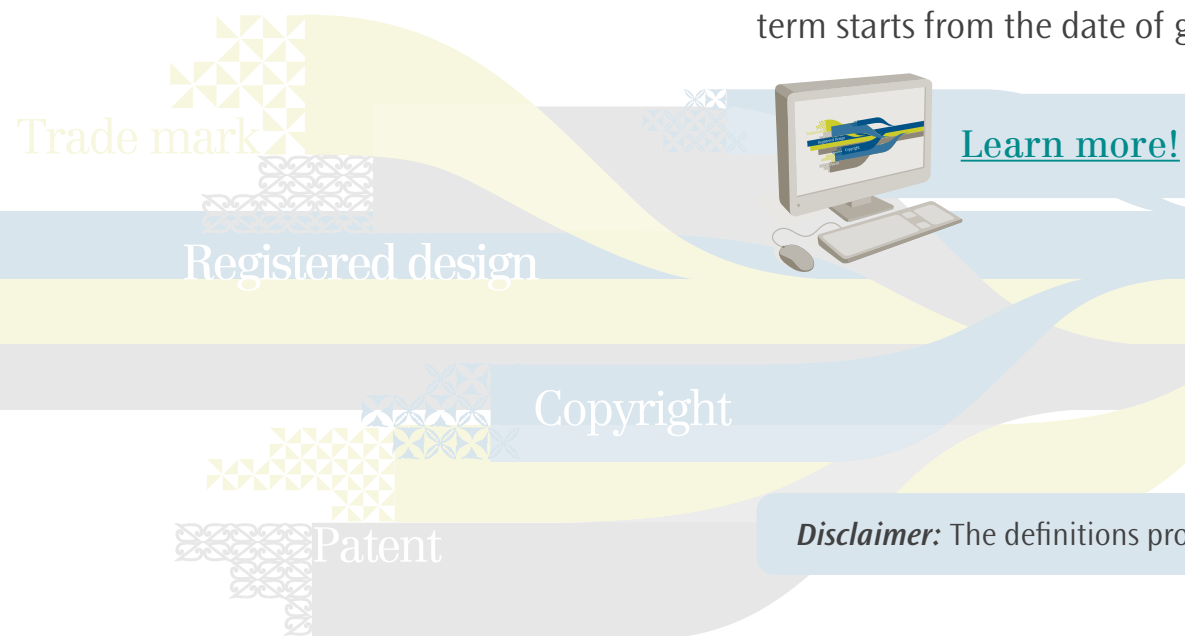 term starts from the date of g
Trade mark
Learn more!
Registered design
Copyright
Patent
Disclaimer: The definitions pro